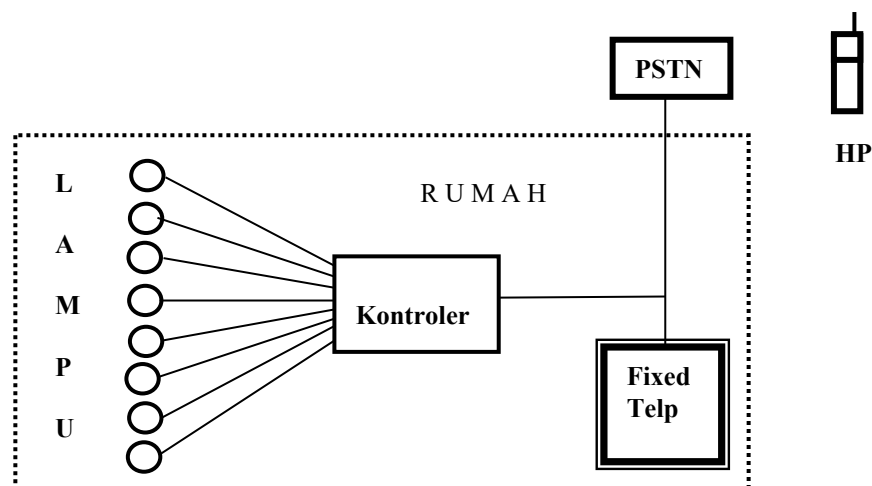 PSTN
HP
R U M A H
L
A
M
P
U
Kontroler
Fixed
Telp